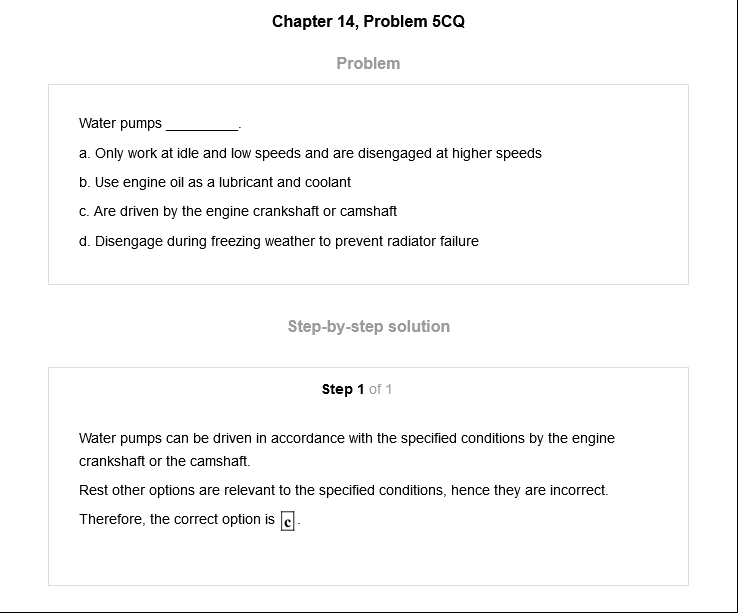 Chapter 14, Problem 5CQ
Problem
Water pumps __________.
a. Only work at idle and low speeds and are disengaged at higher speeds
b. Use engine oil as a lubricant and coolant
c. Are driven by the engine crankshaft or camshaft
d. Disengage during freezing weather to prevent radiator failure
Step-by-step solution
Step 1 of 1
Water pumps can be driven in accordance with the specified conditions by the engine
crankshaft or the camshaft.
Rest other options are relevant to the specified conditions, hence they are incorrect.
Therefore, the correct option is c.